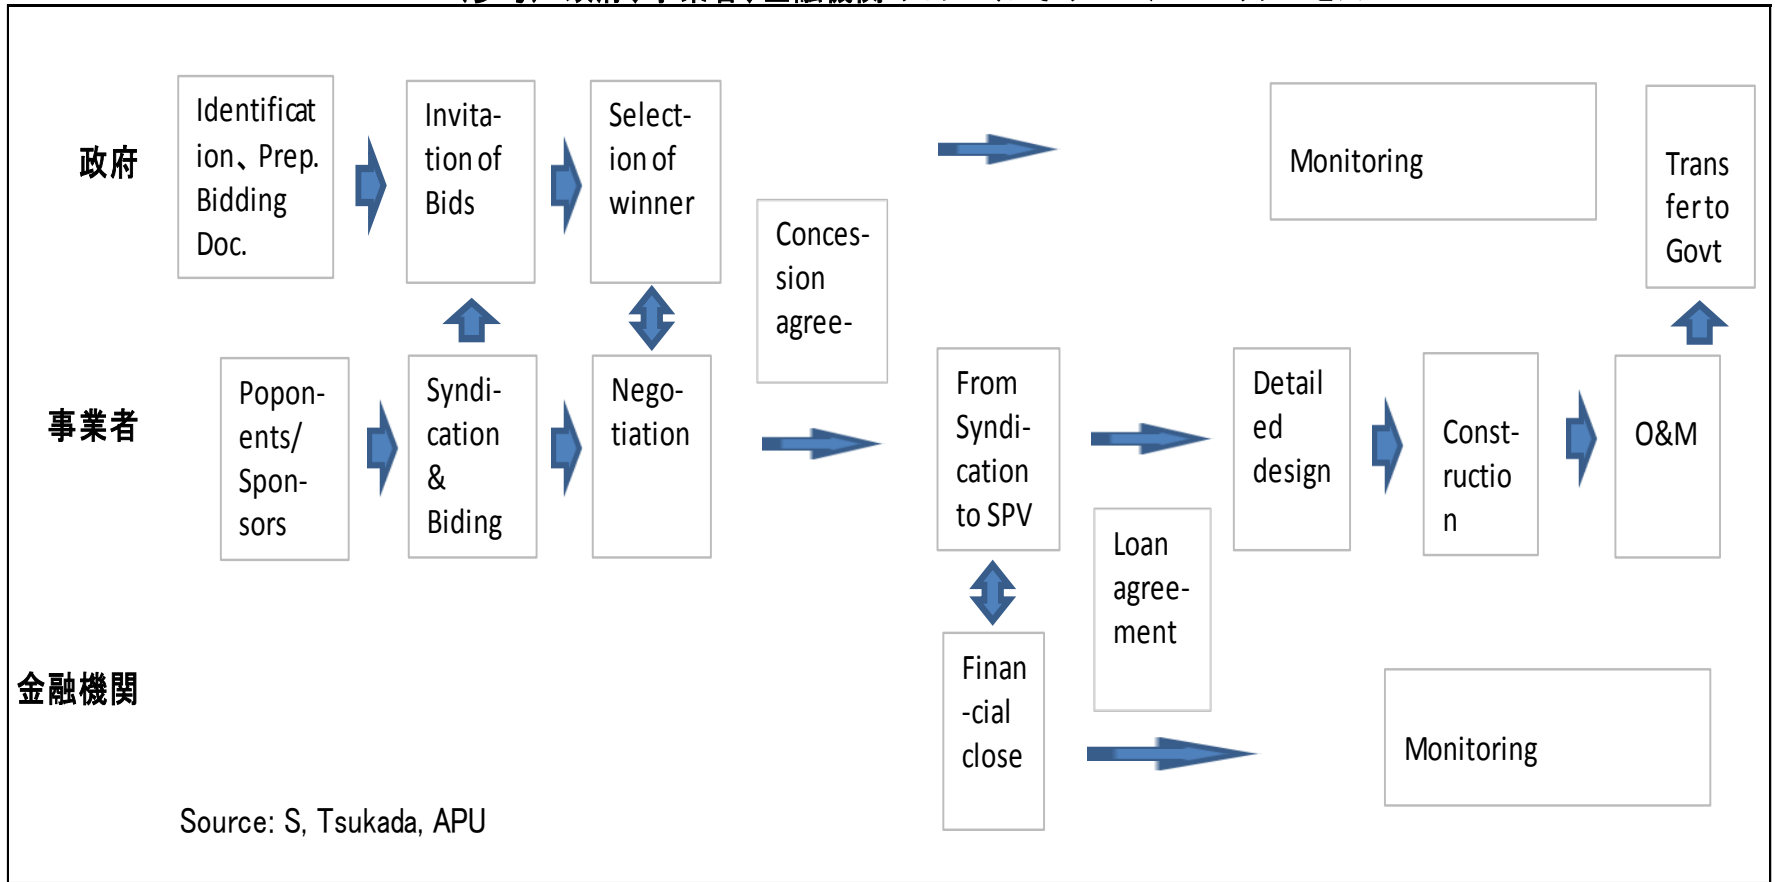 政府
Identificat
ion、Prep.
Bidding
Doc.
Invita-
tion of
Bids
Select-
ion of
winner
Conces-
sion
agree-
Monitoring
Trans
fer to
Govt
事業者
Popon-
ents/
Spon-
sors
Syndi-
cation
&
Biding
Nego-
tiation
From
Syndi-
cation
to SPV
Loan
agree-
ment
Detail
ed
design
Const-
ructio
n
O&M
金融機関
Finan
-cial
close
Monitoring
Source: S, Tsukada, APU